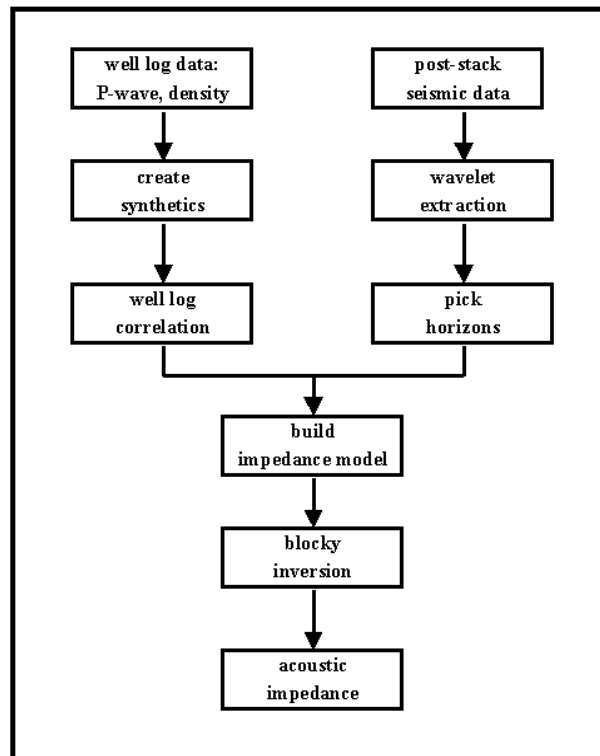 well log data:
P-wave, density
post-stack
seismic data
create
synthetics
wavelet
extraction
well log
correlation
pick
horizons
build
impedance model
blocky
inversion
acoustic
impedance